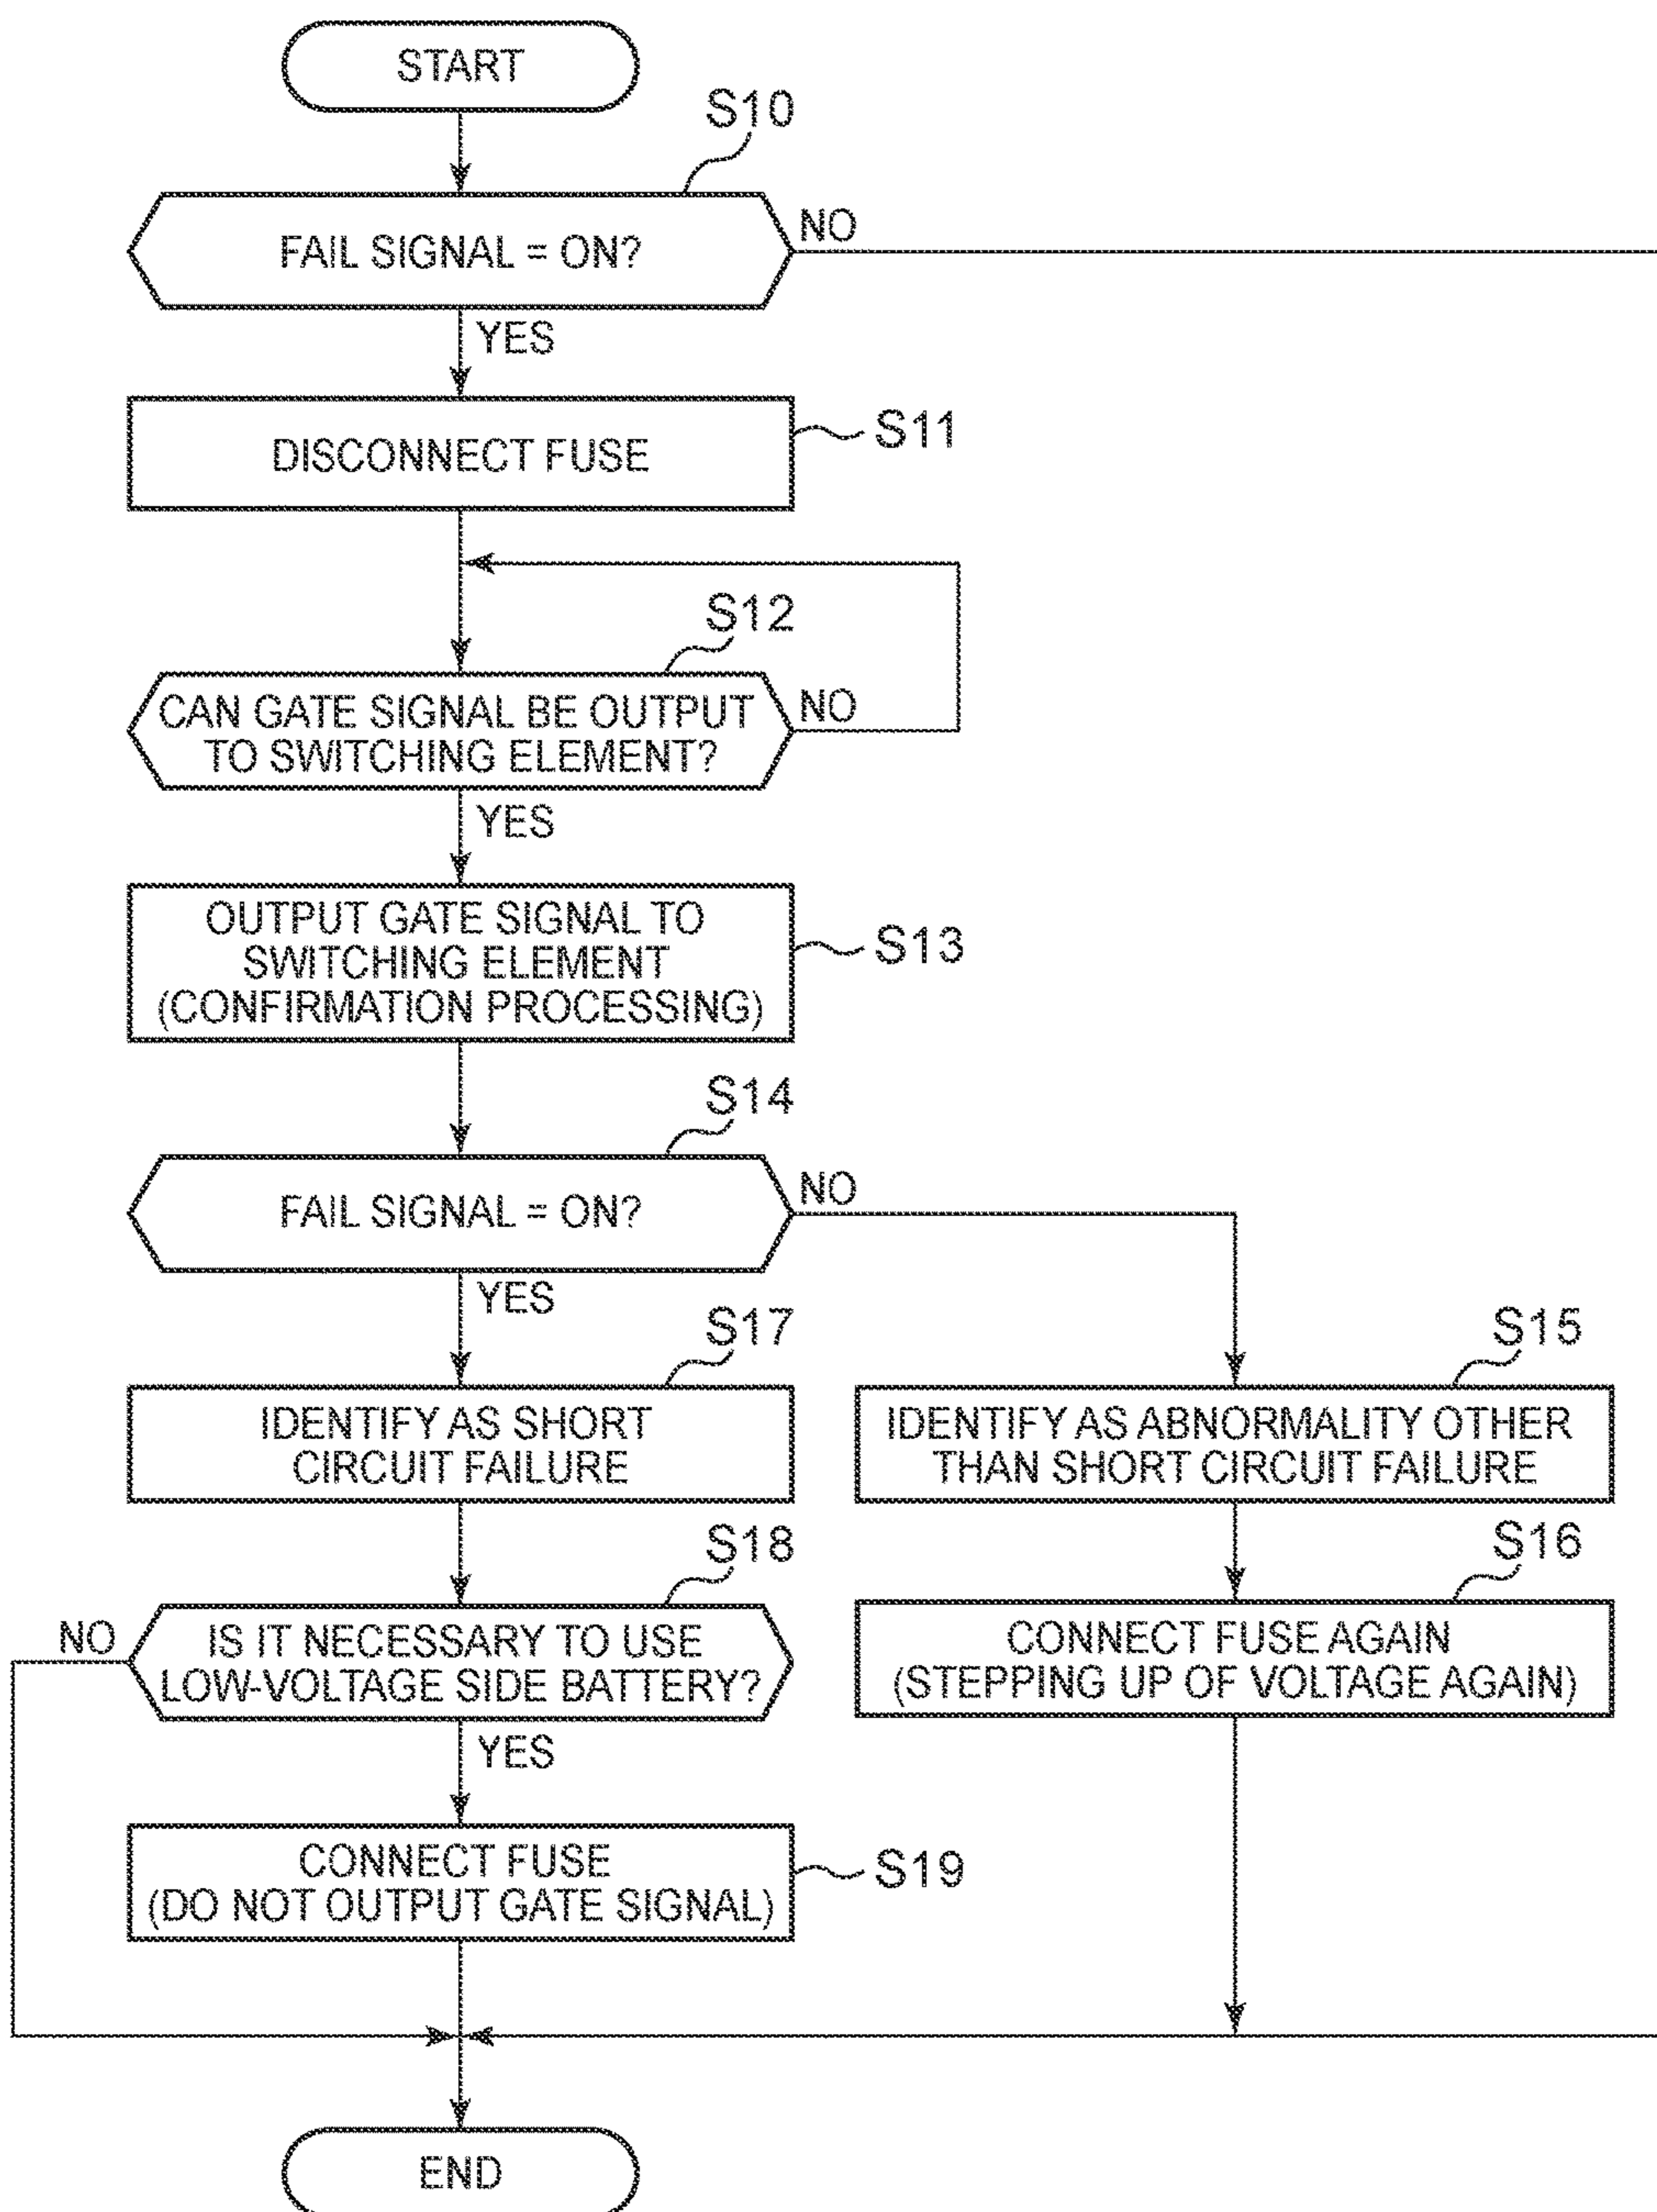 START
S10
FAIL SIGNAL = ON?
NO
YES
DISCONNECT FUSE
S11
S12
CAN GATE SIGNAL BE OUTPUT
TO SWITCHING ELEMENT?
NO
YES
OUTPUT GATE SIGNAL TO
SWITCHING ELEMENT
(CONFIRMATION PROCESSING)
S13
S14
FAIL SIGNAL = ON?
NO
YES
S17
IDENTIFY AS SHORT
CIRCUIT FAILURE
S15
IDENTIFY AS ABNORMALITY OTHER
THAN SHORT CIRCUIT FAILURE
S18
NO
IS IT NECESSARY TO USE
LOW-VOLTAGE SIDE BATTERY?
YES
S16
CONNECT FUSE AGAIN
(STEPPING UP OF VOLTAGE AGAIN)
CONNECT FUSE
(DO NOT OUTPUT GATE SIGNAL)
S19
END